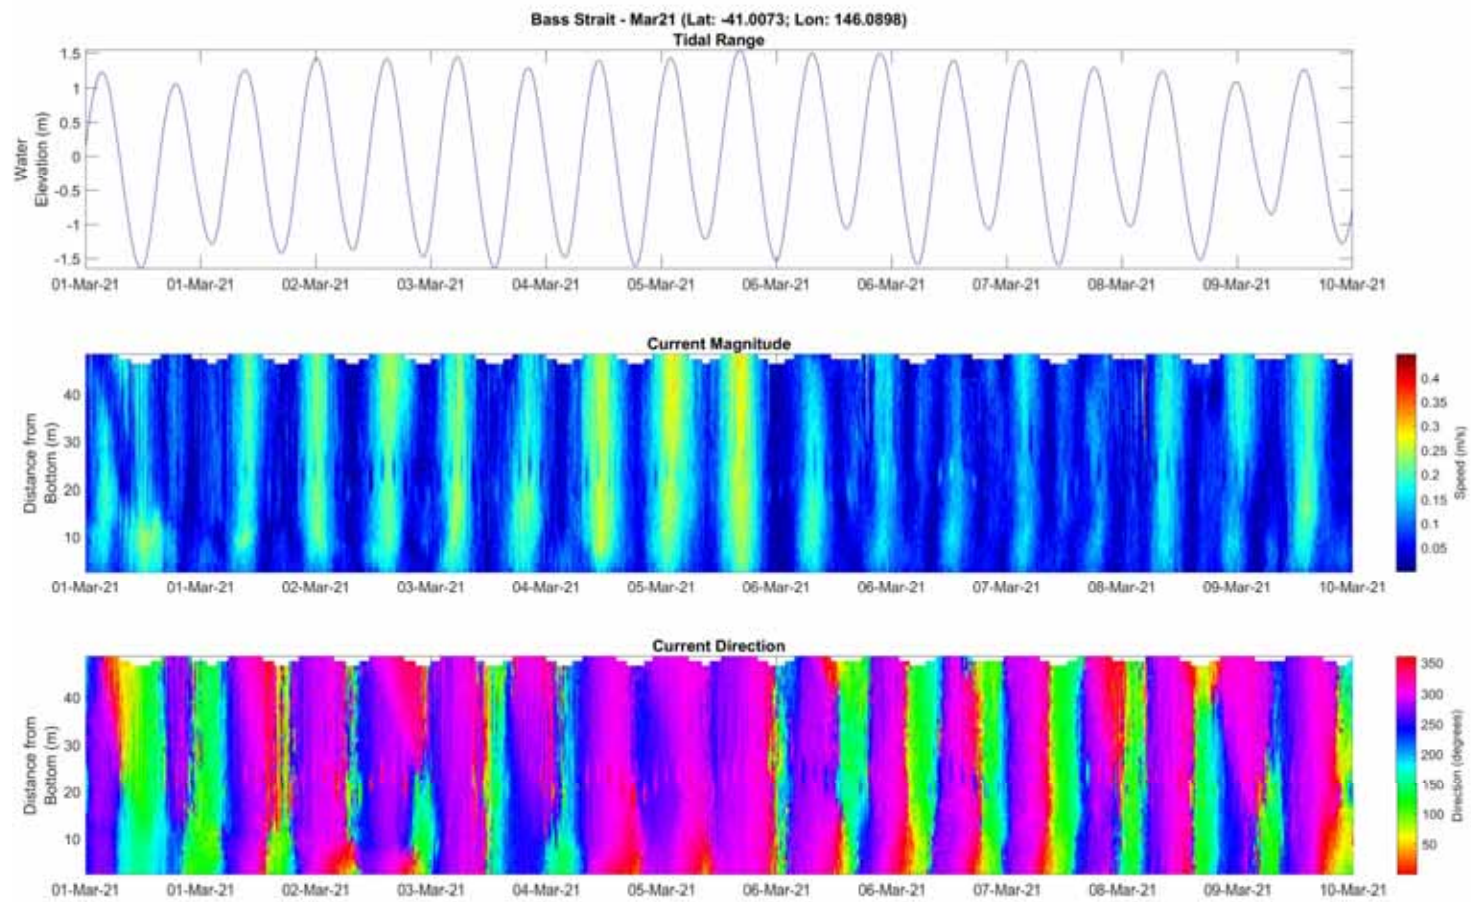 Bass Strait - Mar21 (Lat: -41.0073; Lon: 146.0898)
Tidal Range
1.5
1
0.5
0
-0.5
-1
-1.5
Water
Elevation (m)
01-Mar-21 01-Mar-21 02-Mar-21 03-Mar-21 04-Mar-21 05-Mar-21 06-Mar-21 06-Mar-21 07-Mar-21 08-Mar-21 09-Mar-21 10-Mar-21
Current Magnitude
40
30
20
10
Distance from
Bottom (m)
01-Mar-21 01-Mar-21 02-Mar-21 03-Mar-21 04-Mar-21 05-Mar-21 06-Mar-21 06-Mar-21 07-Mar-21 08-Mar-21 09-Mar-21 10-Mar-21
0.4
0.35
0.3
0.25
0.2
0.15
0.1
0.05
Speed (m/s)
Current Direction
40
30
20
10
Distance from
Bottom (m)
01-Mar-21 01-Mar-21 02-Mar-21 03-Mar-21 04-Mar-21 05-Mar-21 06-Mar-21 06-Mar-21 07-Mar-21 08-Mar-21 09-Mar-21 10-Mar-21
350
300
250
200
150
100
50
Direction (degrees)